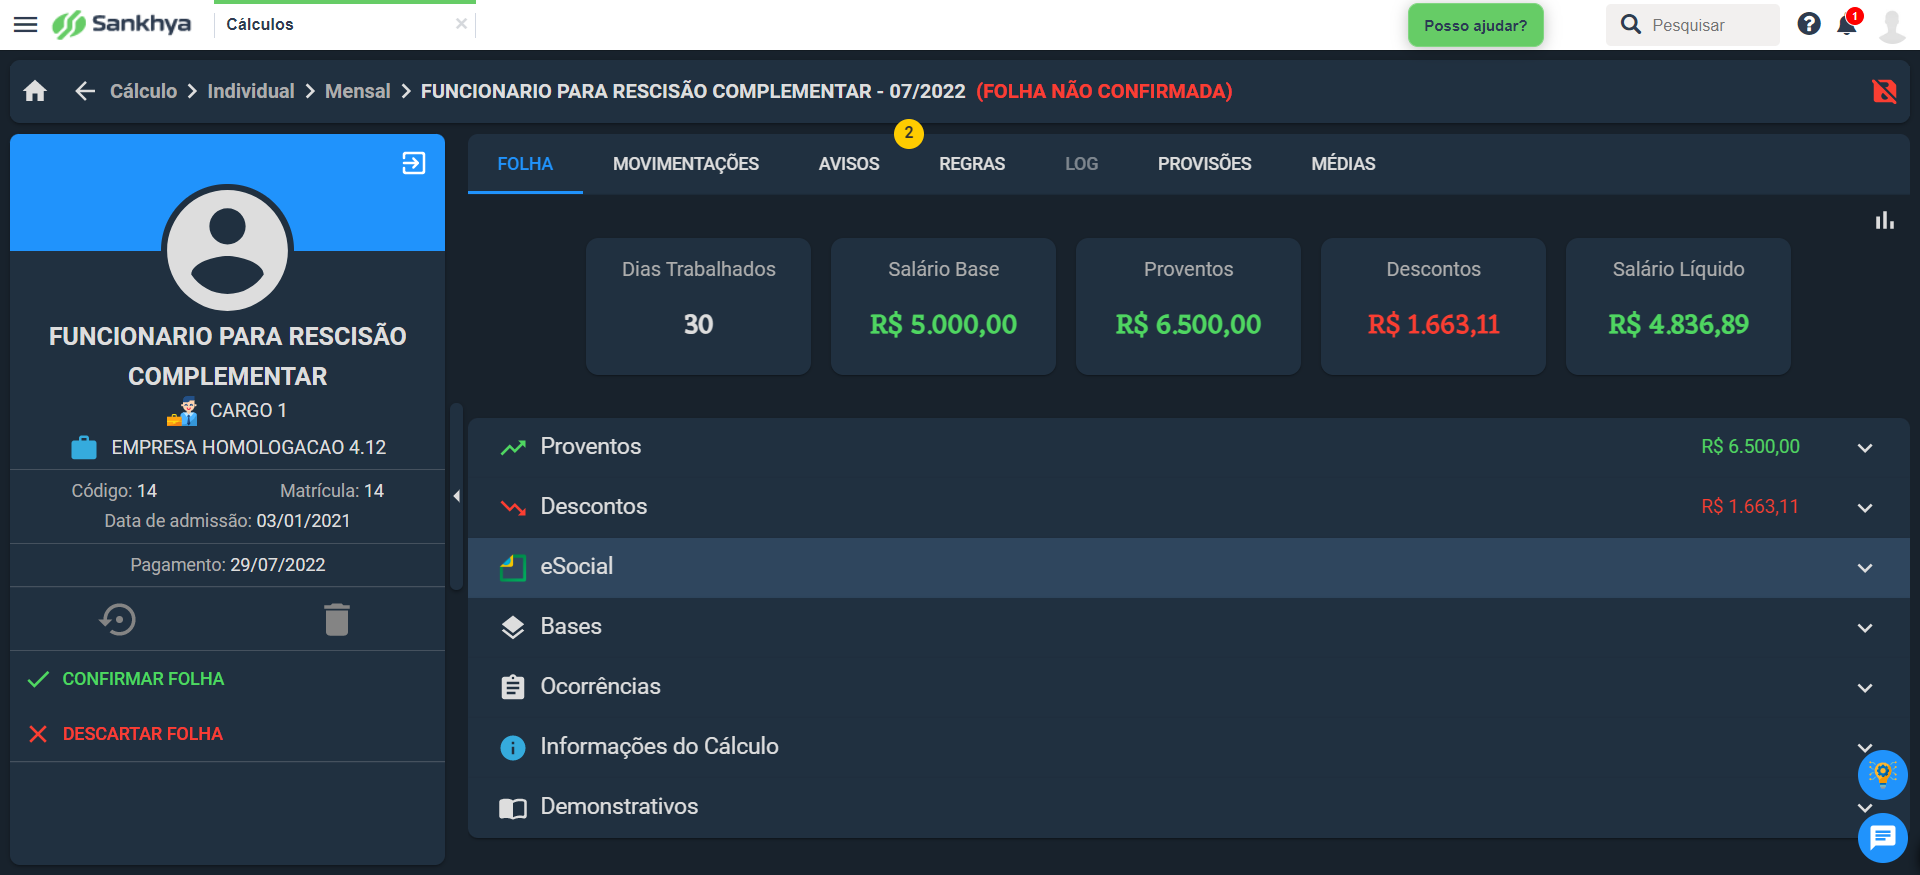 Sankhya
Cálculos
Posso ajudar?
Pesquisar
1
Cálculo > Individual > Mensal > FUNCIONARIO PARA RESCISÃO COMPLEMENTAR - 07/2022 (FOLHA NÃO CONFIRMADA)
FUNCIONARIO PARA RESCISÃO
COMPLEMENTAR
CARGO 1
EMPRESA HOMOLOGACAO 4.12
Código: 14 Matrícula: 14
Data de admissão: 03/01/2021
Pagamento: 29/07/2022
CONFIRMAR FOLHA
DESCARTAR FOLHA
2
FOLHA MOVIMENTAÇÕES AVISOS REGRAS LOG PROVISÕES MÉDIAS
Dias Trabalhados
30
Salário Base
R$ 5.000,00
Proventos
R$ 6.500,00
Descontos
R$ 1.663,11
Salário Líquido
R$ 4.836,89
Proventos R$ 6.500,00
Descontos R$ 1.663,11
eSocial
Bases
Ocorrências
Informações do Cálculo
Demonstrativos